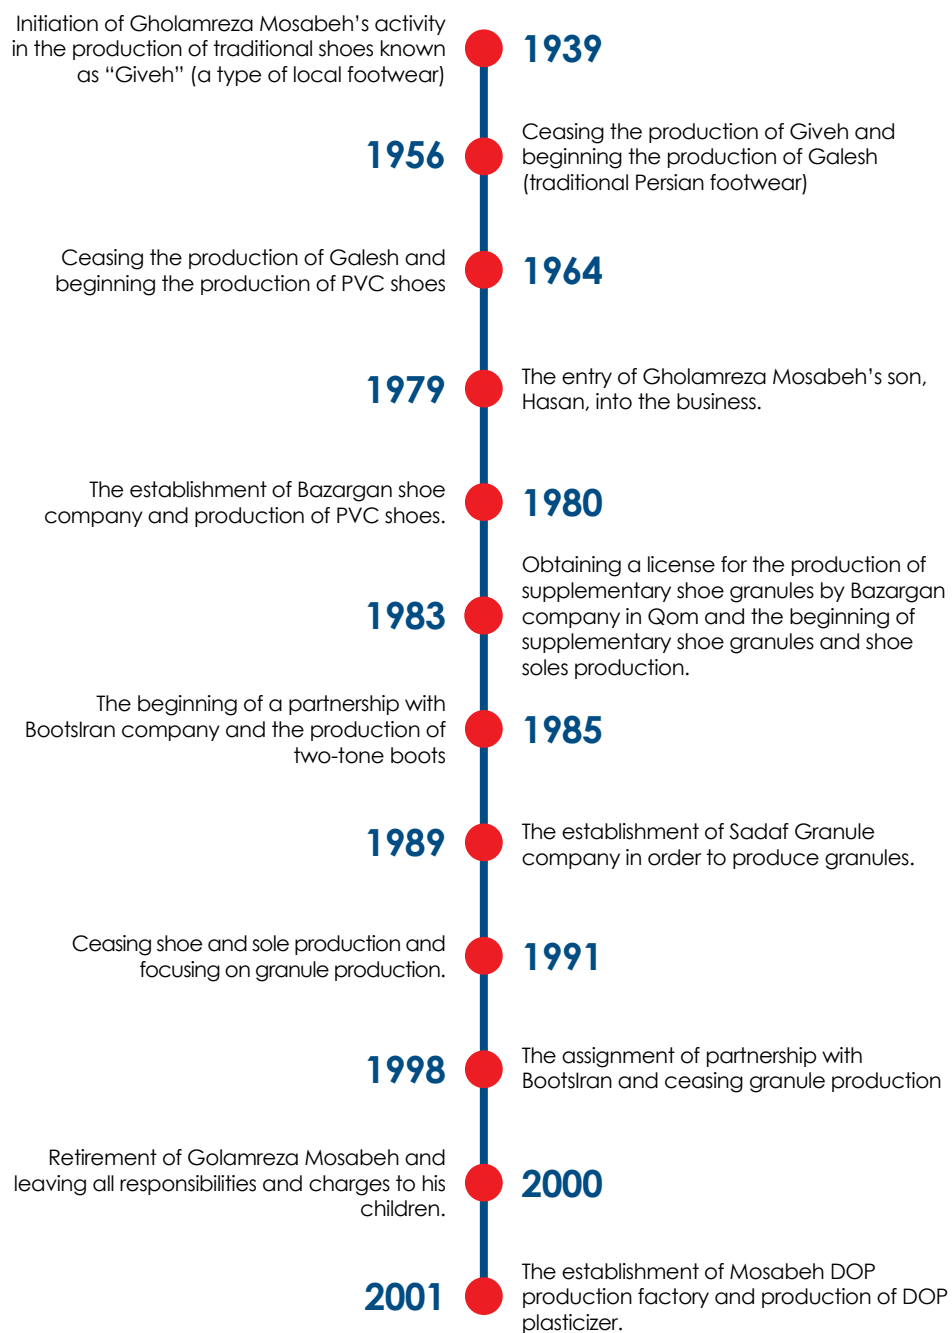 Initiation of Gholamreza Mosabeh’s activity
in the production of traditional shoes known
as “Giveh” (a type of local footwear)
1939
1956
Ceasing the production of Giveh and
beginning the production of Galesh
(traditional Persian footwear)
Ceasing the production of Galesh and
beginning the production of PVC shoes
1964
1979
The entry of Gholamreza Mosabeh’s son,
Hasan, into the business.
The establishment of Bazargan shoe
company and production of PVC shoes.
1980
1983
Obtaining a license for the production of
supplementary shoe granules by Bazargan
company in Qom and the beginning of
supplementary shoe granules and shoe
soles production.
The beginning of a partnership with
BootsIran company and the production of
two-tone boots
1985
1989
The establishment of Sadaf Granule
company in order to produce granules.
Ceasing shoe and sole production and
focusing on granule production.
1991
1998
The assignment of partnership with
BootsIran and ceasing granule production
Retirement of Golamreza Mosabeh and
leaving all responsibilities and charges to his
children.
2000
2001
The establishment of Mosabeh DOP
production factory and production of DOP
plasticizer.